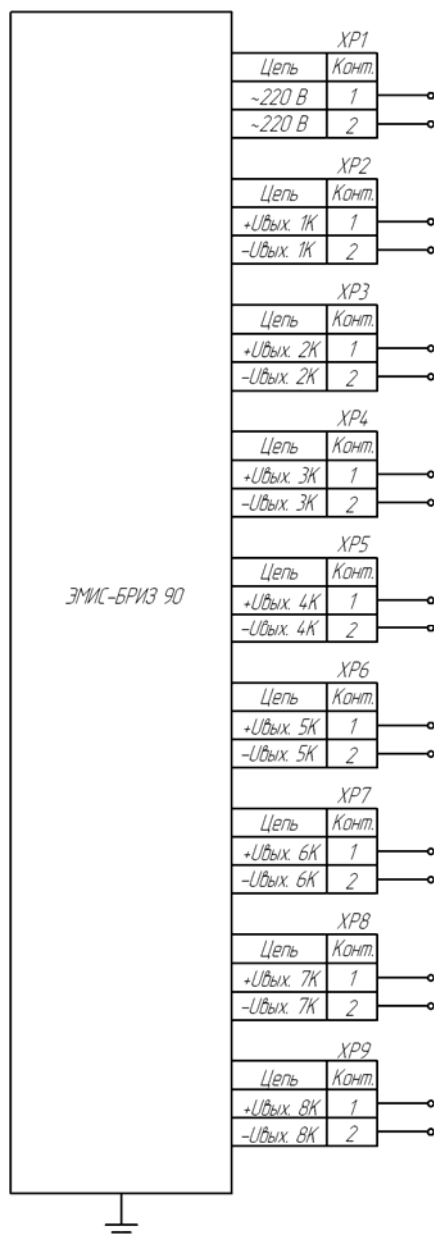 XP1
Цепь Конт.
~220 В 1
~220 В 2
XP2
Цепь Конт.
+Uвых. 1К 1
-Uвых. 1К 2
XP3
Цепь Конт.
+Uвых. 2К 1
-Uвых. 2К 2
XP4
Цепь Конт.
+Uвых. 3К 1
-Uвых. 3К 2
XP5
Цепь Конт.
+Uвых. 4К 1
-Uвых. 4К 2
ЭМИС-БРИЗ 90
XP6
Цепь Конт.
+Uвых. 5К 1
-Uвых. 5К 2
XP7
Цепь Конт.
+Uвых. 6К 1
-Uвых. 6К 2
XP8
Цепь Конт.
+Uвых. 7К 1
-Uвых. 7К 2
XP9
Цепь Конт.
+Uвых. 8К 1
-Uвых. 8К 2